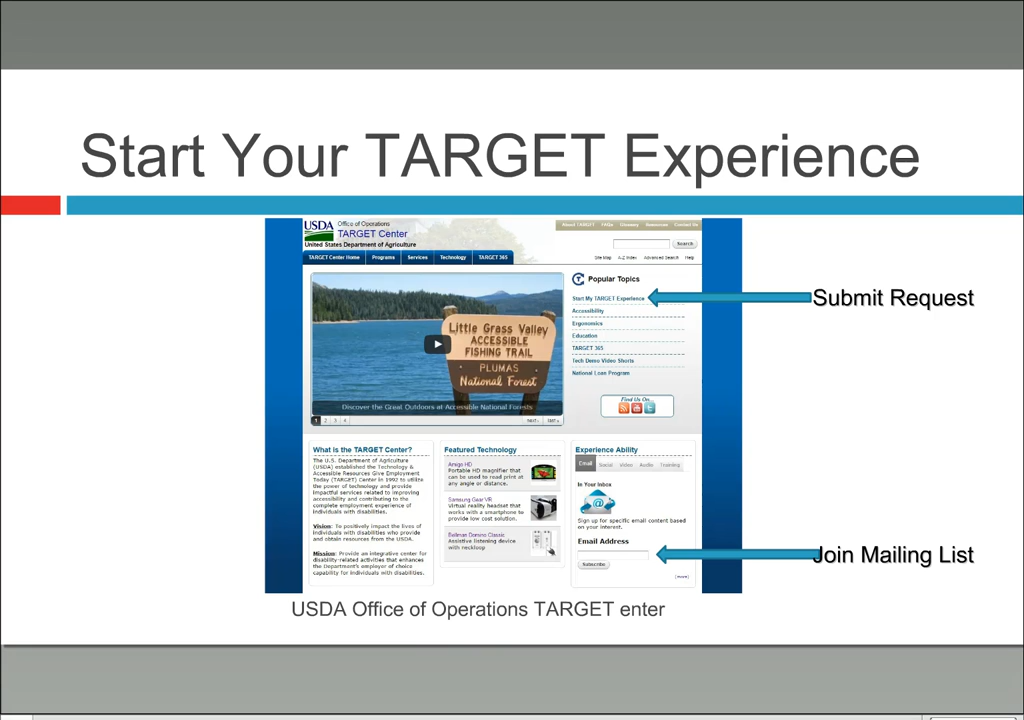 Start Your TARGET Experience
USDA
Office of Operations
TARGET Center
United States Department of Agriculture
About TARGET FAQs Glossary Resources Contact Us
Search
Site Map A-Z Index Advanced Search Help
TARGET Center Home Programs Services Technology TARGET 365
Popular Topics
Start My TARGET Experience
Accessibility
Ergonomics
Education
TARGET 365
Tech Demo Video Shorts
National Loan Program
Find Us On...
Submit Request
Little Grass Valley
ACCESSIBLE
FISHING TRAIL
PLUMAS
National Forest
Discover the Great Outdoors at Accessible National Forests
1 2 3 4 next › last »
What is the TARGET Center?
The U.S. Department of Agriculture
(USDA) established the Technology &
Accessible Resources Give Employment
Today (TARGET) Center in 1992 to utilize
the power of technology and provide
impactful services related to improving
accessibility and contributing to the
complete employment experience of
individuals with disabilities.
Vision: To positively impact the lives of
individuals with disabilities who provide
and obtain resources from the USDA.
Mission: Provide an integrative center for
disability-related activities that enhances
the Department's employer of choice
capability for individuals with disabilities.
Featured Technology
Amigo HD
Portable HD magnifier that
can be used to read print at
any angle or distance.
Samsung Gear VR
Virtual reality headset that
works with a smartphone to
provide low cost solution.
Bellman Domino Classic
Assistive listening device
with neckloop
Experience Ability
Email Social Video Audio Training
In Your Inbox
Sign up for specific email content based
on your interest.
Email Address
Subscribe
[more]
Join Mailing List
USDA Office of Operations TARGET enter